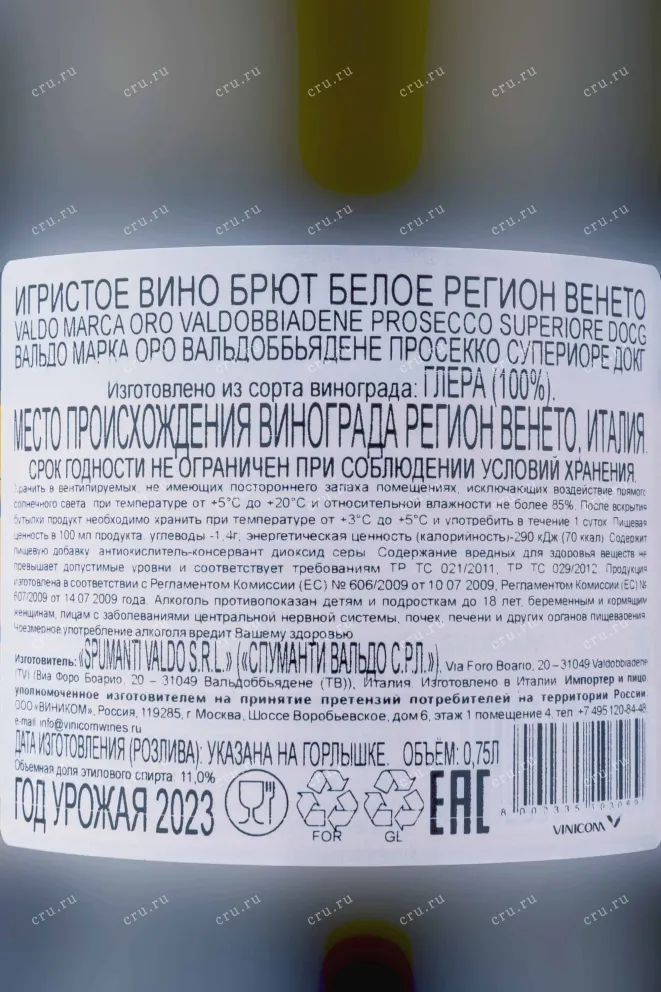 ИГРИСТОЕ ВИНО БРЮТ БЕЛОЕ РЕГИОН ВЕНЕТО
VALDO MARCA ORO VALDOBBIADENE PROSECCO SUPERIORE DOCG
ВАЛЬДО МАРКА ОРО ВАЛЬДОББЬЯДЕНЕ ПРОСЕККО СУПЕРИОРЕ ДОКГ
Изготовлено из сорта винограда: ГЛЕРА (100%).
МЕСТО ПРОИСХОЖДЕНИЯ ВИНОГРАДА РЕГИОН ВЕНЕТО, ИТАЛИЯ.
СРОК ГОДНОСТИ НЕ ОГРАНИЧЕН ПРИ СОБЛЮДЕНИИ УСЛОВИЙ ХРАНЕНИЯ.
Хранить в вентилируемых, не имеющих постороннего запаха помещениях, исключающих воздействие прямого
солнечного света, при температуре от +5°С до +20°С и относительной влажности не более 85%. После вскрытия
бутылки продукт необходимо хранить при температуре от +3°С до +5°С и употребить в течение 1 суток. Пищевая
ценность в 100 мл продукта: углеводы -1,4г, энергетическая ценность (калорийность)-290 кДж (70 ккал) Содержит
пищевую добавку антиокислитель-консервант диоксид серы. Содержание вредных для здоровья веществ не
превышает допустимые уровни и соответствует требованиям ТР ТС 021/2011, ТР ТС 029/2012. Продукция
изготовлена в соответствии с Регламентом Комиссии (ЕС) № 606/2009 от 10.07.2009, Регламентом Комиссии (ЕС) №
607/2009 от 14.07.2009 года. Алкоголь противопоказан детям и подросткам до 18 лет, беременным и кормящим
женщинам, лицам с заболеваниями центральной нервной системы, почек, печени и других органов пищеварения.
Чрезмерное употребление алкоголя вредит Вашему здоровью
Изготовитель: «SPUMANTI VALDO S.R.L.» («СПУМАНТИ ВАЛЬДО С.Р.Л.»), Via Foro Boario, 20 – 31049 Valdobbiadene
(TV) (Виа Форо Боарио, 20 – 31049 Вальдоббьядене (ТВ)), Италия. Изготовлено в Италии Импортер и лицо,
уполномоченное изготовителем на принятие претензий потребителей на территории России:
ООО «ВИНИКОМ», Россия, 119285, г Москва, Шоссе Воробьевское, дом 6, этаж 1 помещение 4, тел. +7 495 120-84-48,
e-mail: info@vinicomwines.ru
ДАТА ИЗГОТОВЛЕНИЯ (РОЗЛИВА): УКАЗАНА НА ГОРЛЫШКЕ. ОБЪЁМ: 0,75Л
Объемная доля этилового спирта: 11,0%
ГОД УРОЖАЯ 2023
FOR
GL
EAC
VINICOM
cru.ru